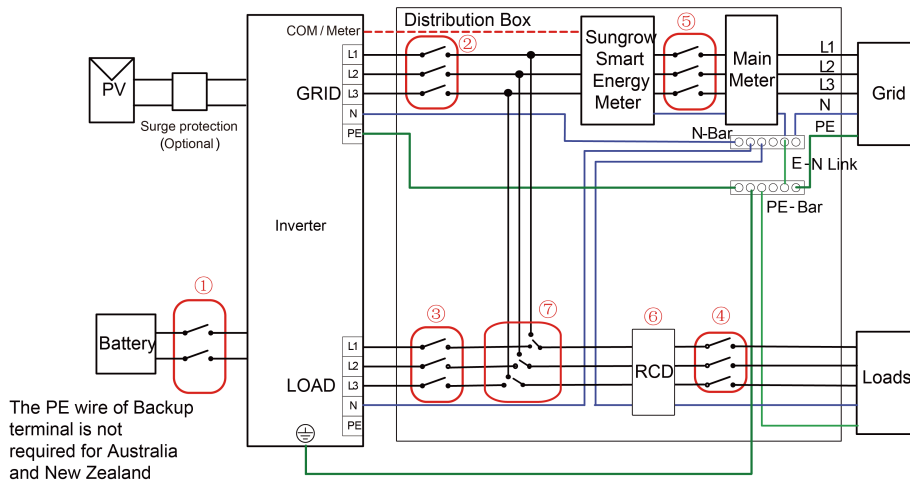 Distribution Box
COM / Meter
②
⑤
L1
L2
L3
N
PE
GRID
PV
Surge protection
(Optional)
Sungrow
Smart
Energy
Meter
Main
Meter
L1
L2
L3
N
PE
Grid
N-Bar
E-N Link
PE-Bar
Inverter
①
Battery
③
⑦
⑥
④
L1
L2
L3
N
PE
LOAD
RCD
Loads
The PE wire of Backup
terminal is not
required for Australia
and New Zealand